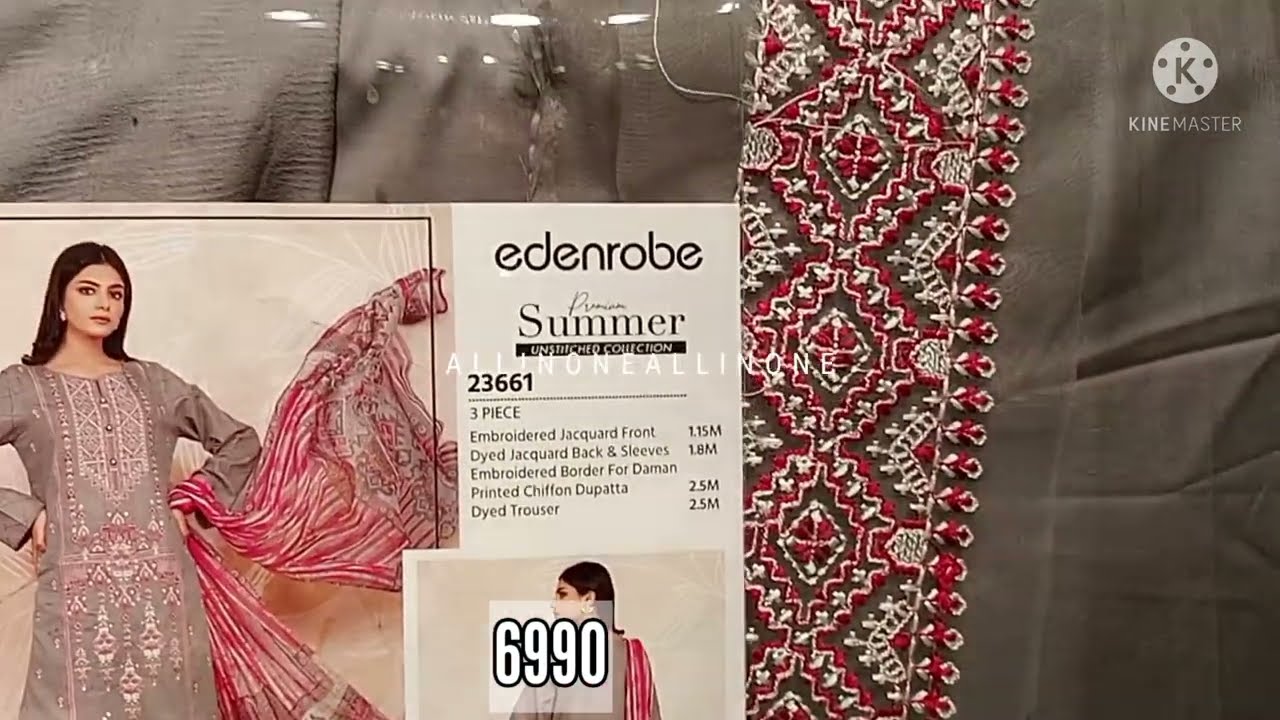 K
KINEMASTER
edenrobe
Premium
Summer
UNSTITCHED COLLECTION
ALLINONEALLINONE
23661
3 PIECE
Embroidered Jacquard Front 1.15M
Dyed Jacquard Back & Sleeves 1.8M
Embroidered Border For Daman
Printed Chiffon Dupatta 2.5M
Dyed Trouser 2.5M
6990